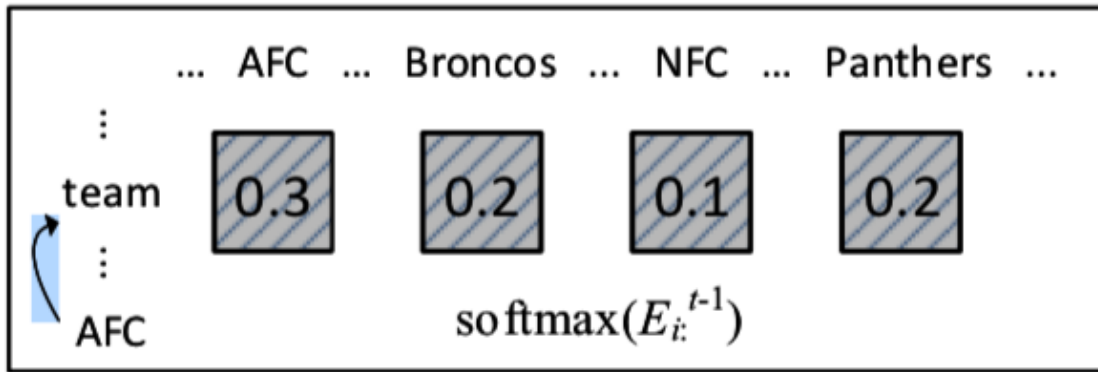 ... AFC ... Broncos ... NFC ... Panthers ...
⋮
team 0.3 0.2 0.1 0.2
⋮
AFC
softmax(E_{i:}^{t-1})